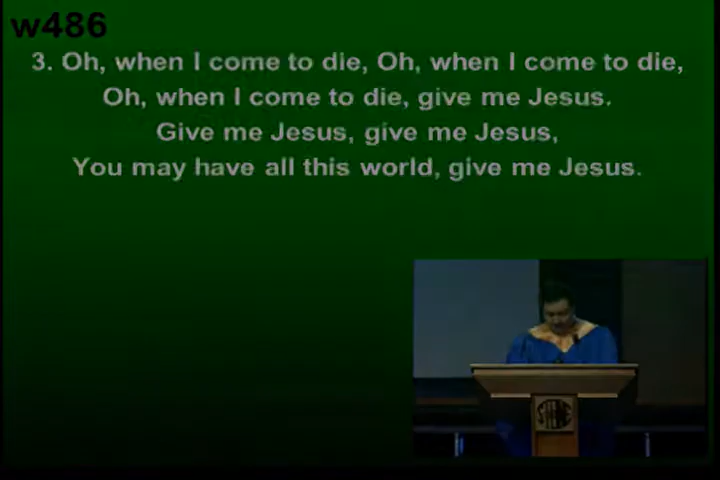 w486
3. Oh, when I come to die, Oh, when I come to die,
Oh, when I come to die, give me Jesus.
Give me Jesus, give me Jesus,
You may have all this world, give me Jesus.